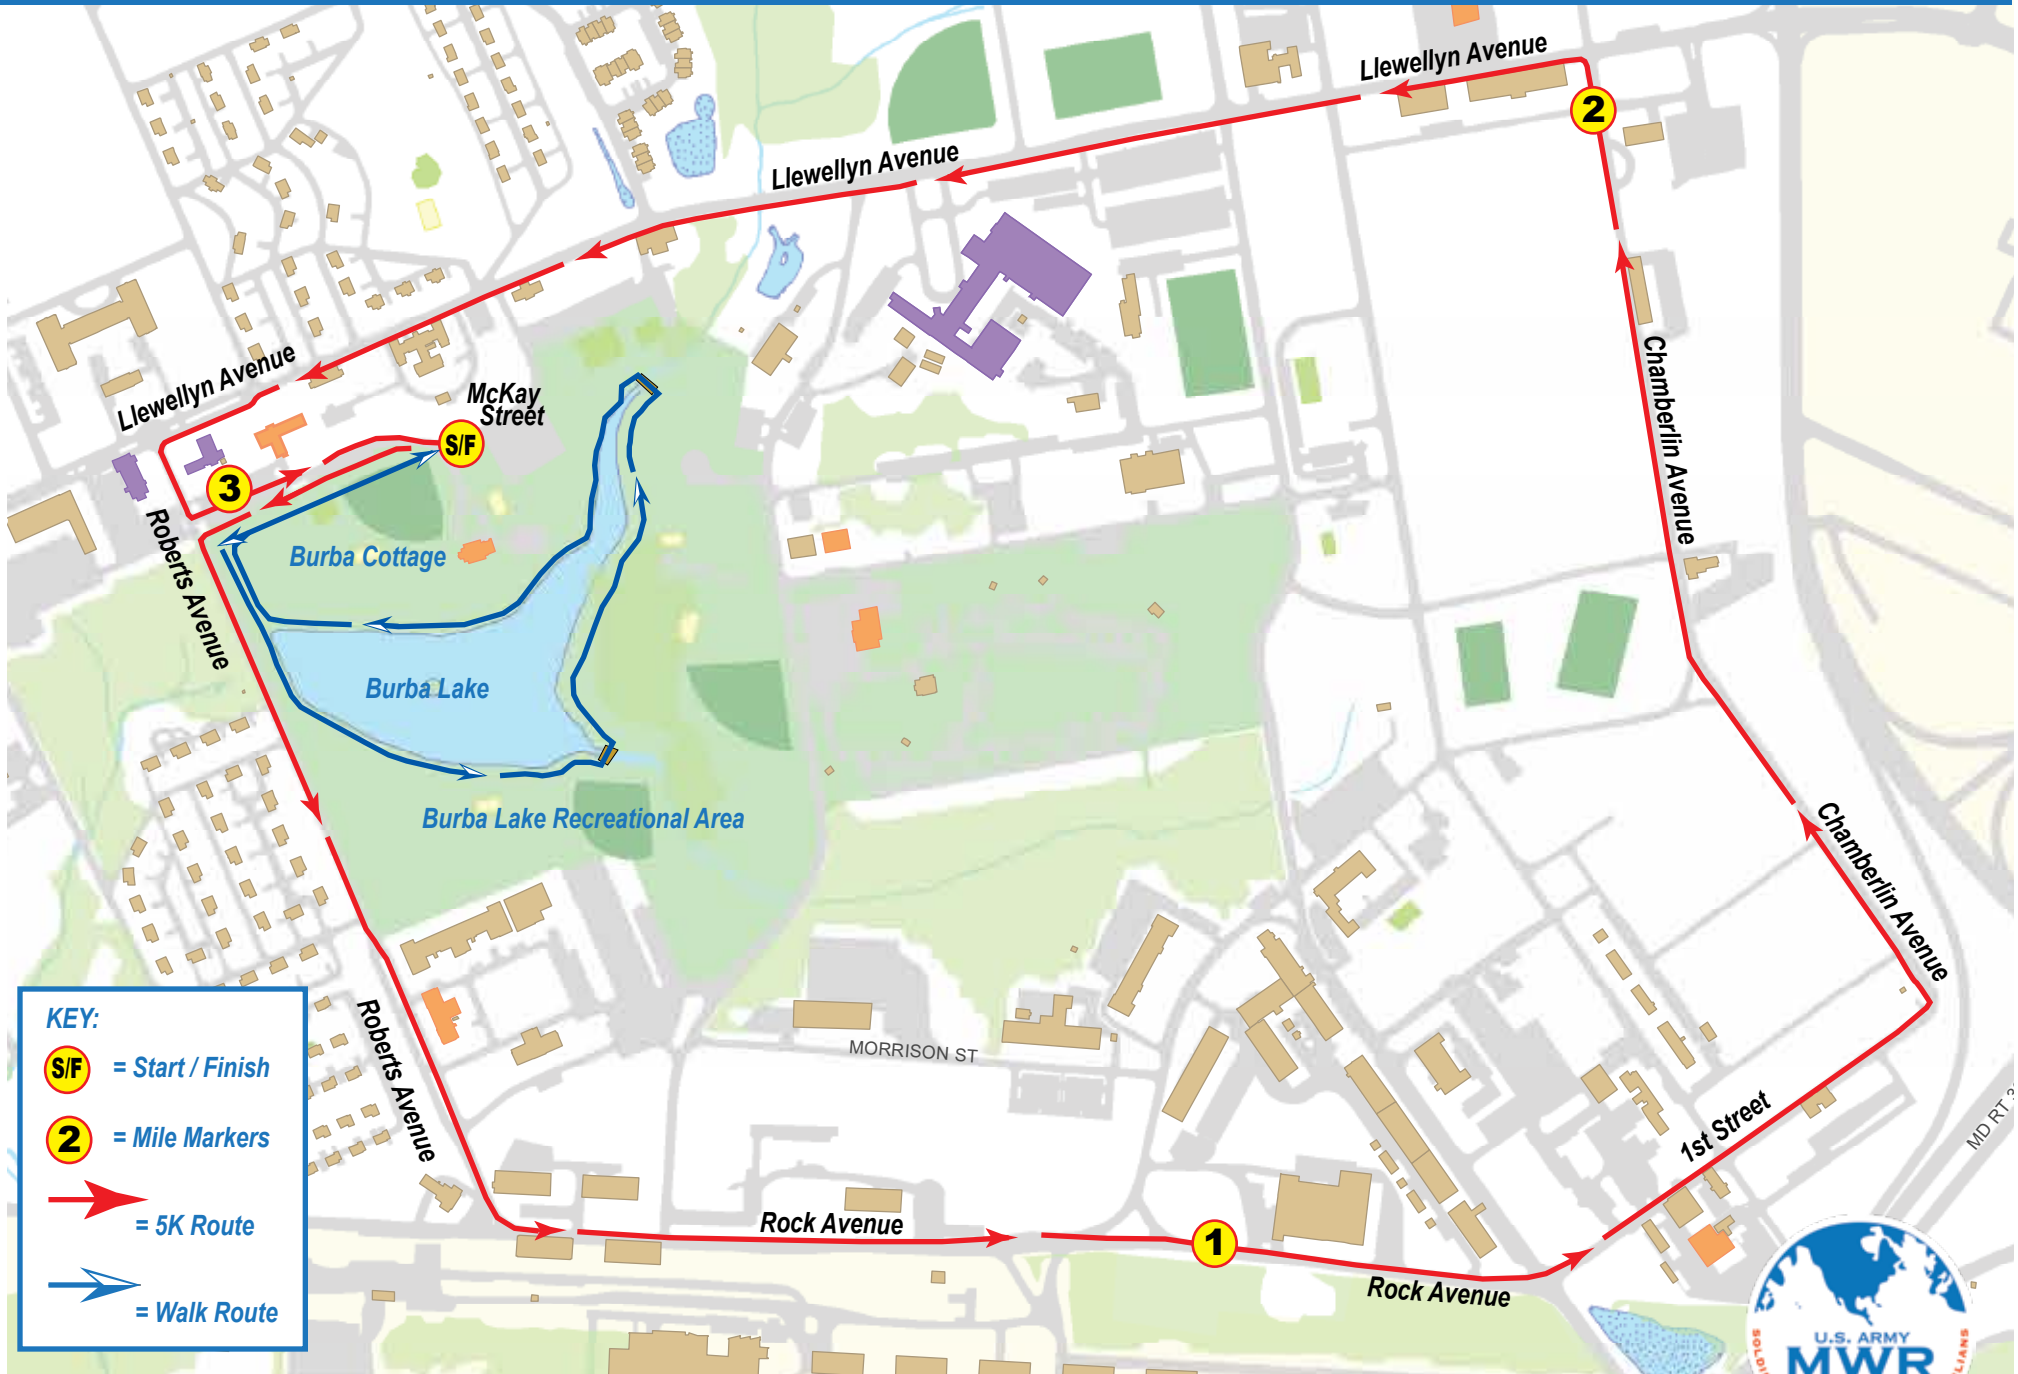 Llewellyn Avenue
2
Llewellyn Avenue
Llewellyn Avenue
McKay
Street
S/F
3
Roberts Avenue
Burba Cottage
Burba Lake
Burba Lake Recreational Area
Chamberlin Avenue
Chamberlin Avenue
Roberts Avenue
MORRISON ST
1st Street
MD RT
Rock Avenue
1
Rock Avenue
KEY:
S/F = Start / Finish
2 = Mile Markers
= 5K Route
= Walk Route
U.S. ARMY
MWR